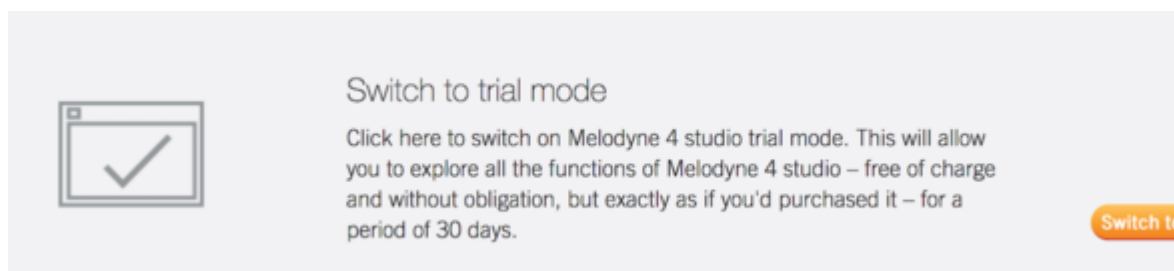 Switch to trial mode
Click here to switch on Melodyne 4 studio trial mode. This will allow
you to explore all the functions of Melodyne 4 studio – free of charge
and without obligation, but exactly as if you'd purchased it – for a
period of 30 days.
Switch to